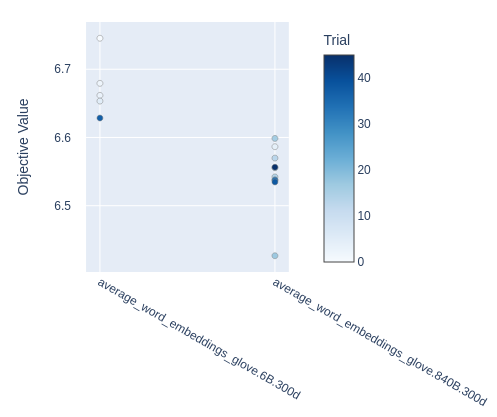 Trial
Objective Value
6.7
6.6
6.5
40
30
20
10
0
average_word_embeddings_glove.6B.300d
average_word_embeddings_glove.840B.300d